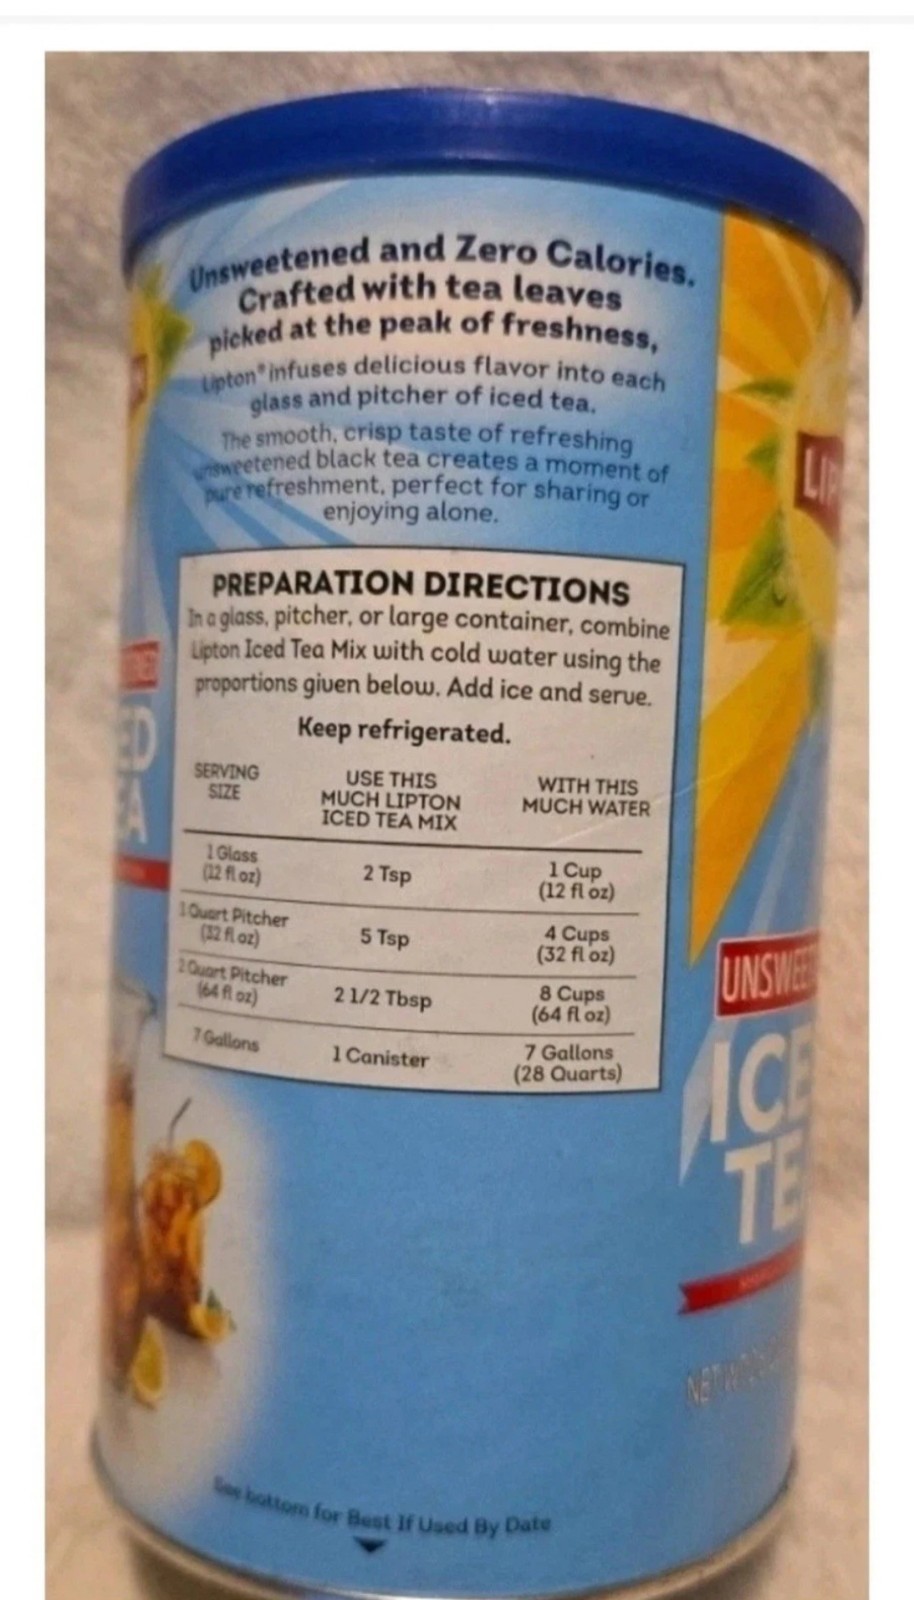 Unsweetened and Zero Calories.
Crafted with tea leaves
picked at the peak of freshness,
Lipton® infuses delicious flavor into each
glass and pitcher of iced tea.
The smooth, crisp taste of refreshing
unsweetened black tea creates a moment of
pure refreshment, perfect for sharing or
enjoying alone.
PREPARATION DIRECTIONS
In a glass, pitcher, or large container, combine
Lipton Iced Tea Mix with cold water using the
proportions given below. Add ice and serve.
Keep refrigerated.
SERVING SIZE USE THIS MUCH LIPTON ICED TEA MIX WITH THIS MUCH WATER
1 Glass (12 fl oz) 2 Tsp 1 Cup (12 fl oz)
1 Quart Pitcher (32 fl oz) 5 Tsp 4 Cups (32 fl oz)
2 Quart Pitcher (64 fl oz) 2 1/2 Tbsp 8 Cups (64 fl oz)
7 Gallons 1 Canister 7 Gallons (28 Quarts)
See bottom for Best If Used By Date
ED
EA
LIP
UNSWEE
ICE
TE
NET W